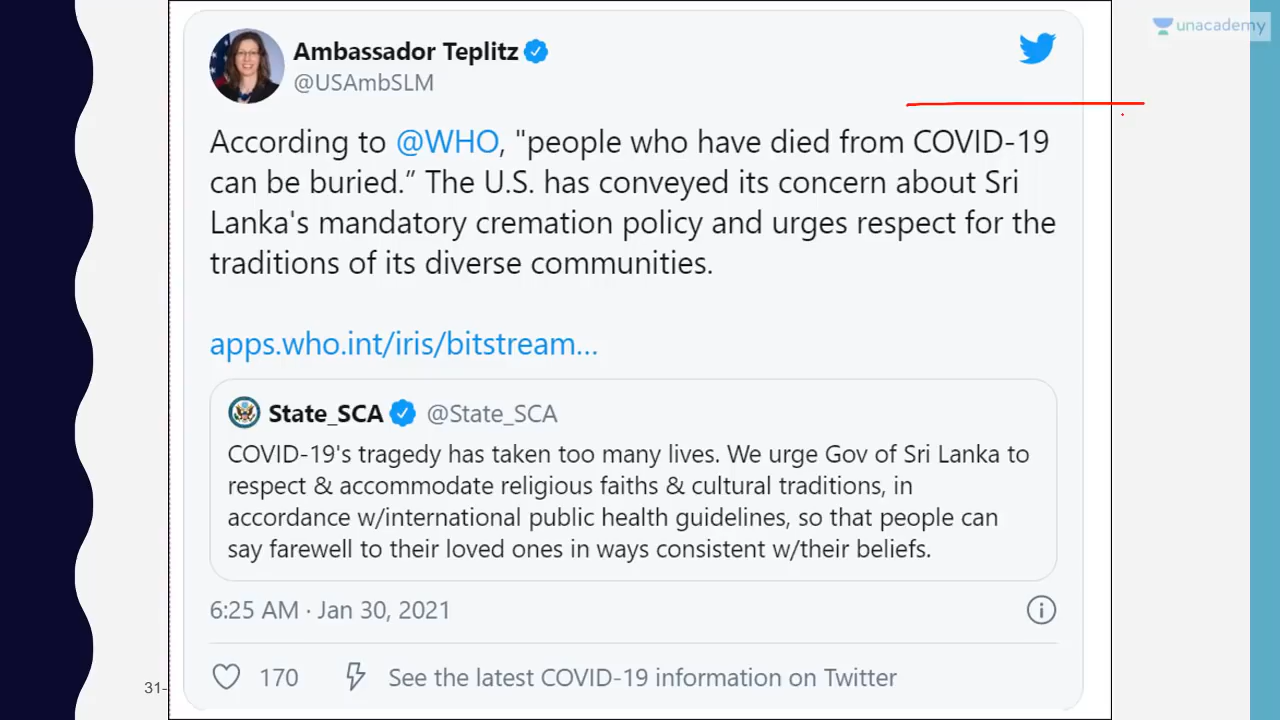 unacademy
Ambassador Teplitz
@USAmbSLM
According to @WHO, "people who have died from COVID-19
can be buried.” The U.S. has conveyed its concern about Sri
Lanka's mandatory cremation policy and urges respect for the
traditions of its diverse communities.
apps.who.int/iris/bitstream...
State_SCA @State_SCA
COVID-19's tragedy has taken too many lives. We urge Gov of Sri Lanka to
respect & accommodate religious faiths & cultural traditions, in
accordance w/international public health guidelines, so that people can
say farewell to their loved ones in ways consistent w/their beliefs.
6:25 AM · Jan 30, 2021
170 See the latest COVID-19 information on Twitter
31-